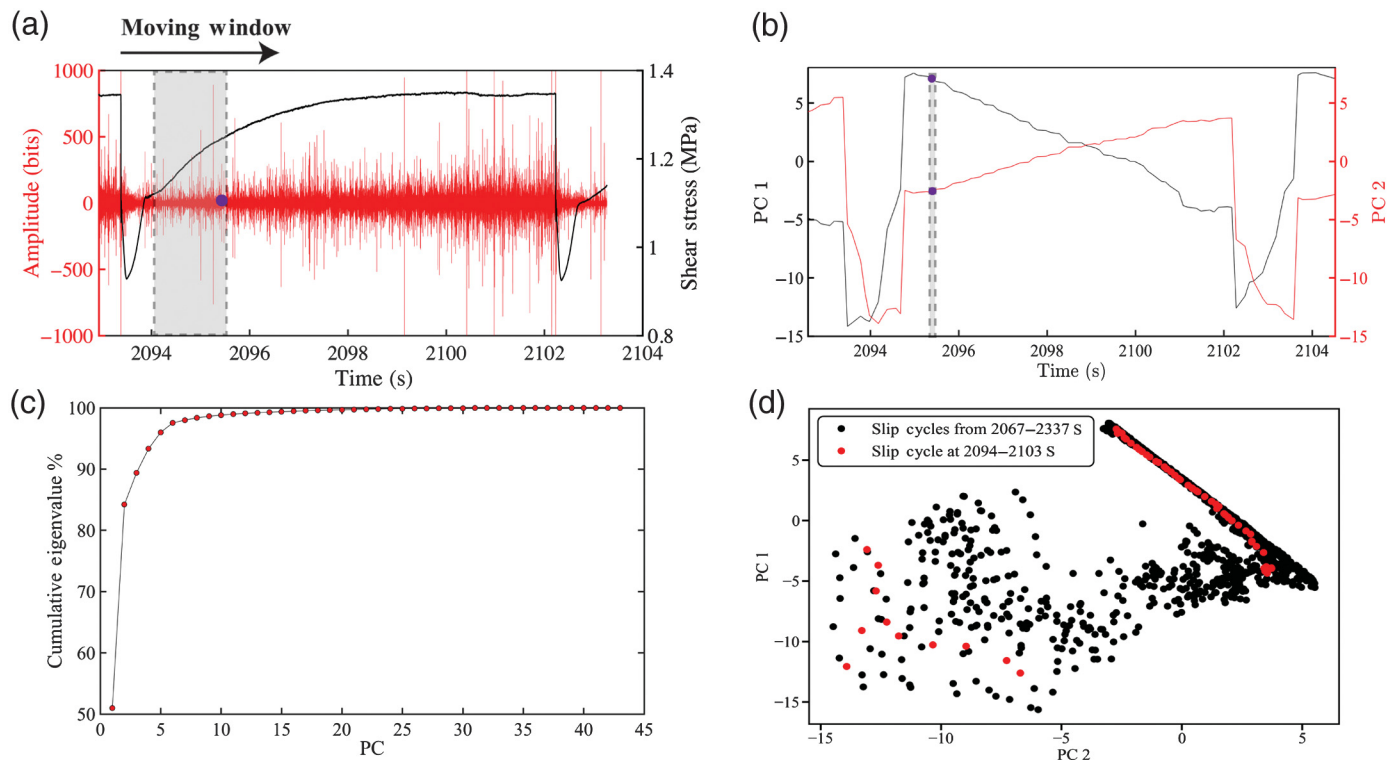 (a)
Moving window
1000
500
0
−500
−1000
Amplitude (bits)
1.4
1.2
1
0.8
Shear stress (MPa)
2094 2096 2098 2100 2102 2104
Time (s)
(b)
5
0
−5
−10
−15
PC 1
5
0
−5
−10
−15
PC 2
2094 2096 2098 2100 2102 2104
Time (s)
(c)
100
90
80
70
60
50
Cumulative eigenvalue %
0 5 10 15 20 25 30 35 40 45
PC
(d)
Slip cycles from 2067–2337 S
Slip cycle at 2094–2103 S
5
0
−5
−10
−15
PC 1
−15 −10 −5 0 5
PC 2